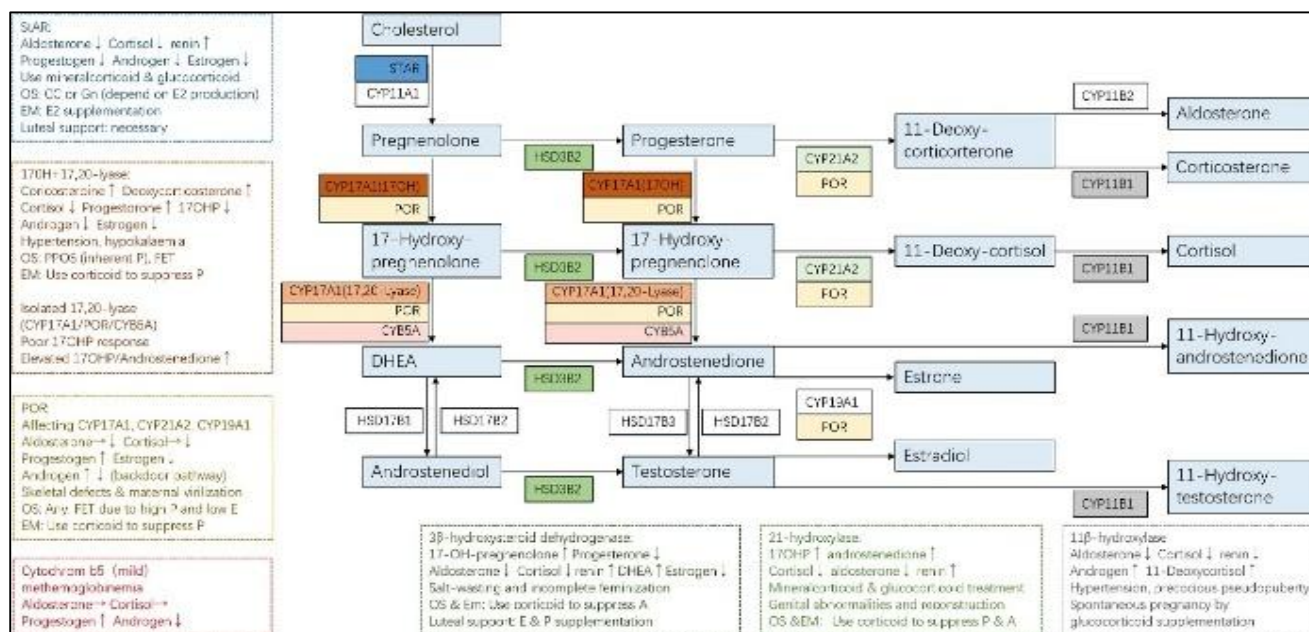 StAR:
Aldosterone ↓ Cortisol ↓ renin ↑
Progestogen ↓ Androgen ↓ Estrogen ↓
Use mineralcorticoid & glucocorticoid
OS: CC or Gn (depend on E2 production)
EM: E2 supplementation
Luteal support: necessary
17OH+17,20-lyase:
Coricosteroine ↑ Deoxycorticosterone ↑
Cortisol ↓ Progestorone ↑ 17OHP ↓
Androgen ↓ Estrogen ↓
Hypertension, hypokalaemia
OS: PPOS (inherent P), FET
EM: Use corticoid to suppress P
Isolated 17,20-lyase
(CYP17A1/POR/CYB5A)
Poor 17OHP response
Elevated 17OHP/Androstenedione ↑
POR
Affecting CYP17A1, CYP21A2, CYP19A1
Aldosterone→↓ Cortisol→↓
Progestogen ↑ Estrogen ↓
Androgen ↑ ↓ (backdoor pathway)
Skeletal defects & maternal virilization
OS: Any, FET due to high P and low E
EM: Use corticoid to suppress P
Cytochrom b5 (mild)
methemoglobinemia
Aldosterone→ Cortisol→
Progestogen ↑ Androgen ↓
Cholesterol
STAR
CYP11A1
Pregnenolone
HSD3B2
Progesterone
CYP21A2
POR
11-Deoxy-
corticorterone
CYP11B2
Aldosterone
CYP11B1
Corticosterone
CYP17A1(17OH)
POR
CYP17A1(17OH)
POR
17-Hydroxy-
pregnenolone
HSD3B2
17-Hydroxy-
pregnenolone
CYP21A2
POR
11-Deoxy-cortisol
CYP11B1
Cortisol
CYP17A1(17,20-Lyase)
POR
CYB5A
CYP17A1(17,20-Lyase)
POR
CYB5A
DHEA
HSD3B2
Androstenedione
CYP11B1
11-Hydroxy-
androstenedione
Estrone
HSD17B1
HSD17B2
HSD17B3
HSD17B2
CYP19A1
POR
Androstenediol
HSD3B2
Testosterone
Estradiol
CYP11B1
11-Hydroxy-
testosterone
3β-hydroxysteroid dehydrogenase:
17-OH-pregnenolone ↑ Progesterone ↓
Aldosterone ↓ Cortisol ↓ renin ↑ DHEA ↑ Estrogen ↓
Salt-wasting and incomplete feminization
OS & Em: Use corticoid to suppress A
Luteal support: E & P supplementation
21-hydroxylase:
17OHP ↑ androstenedione ↑
Cortisol ↓ aldosterone ↓ renin ↑
Mineralcorticoid & glucocorticoid treatment
Genital abnormalities and reconstruction
OS &EM: Use corticoid to suppress P & A
11β-hydroxylase
Aldosterone ↓ Cortisol ↓ renin ↓
Androgen ↑ 11-Deoxycortisol ↑
Hypertension, precocious pseudopuberty
Spontaneous pregnancy by
glucocorticoid supplementation